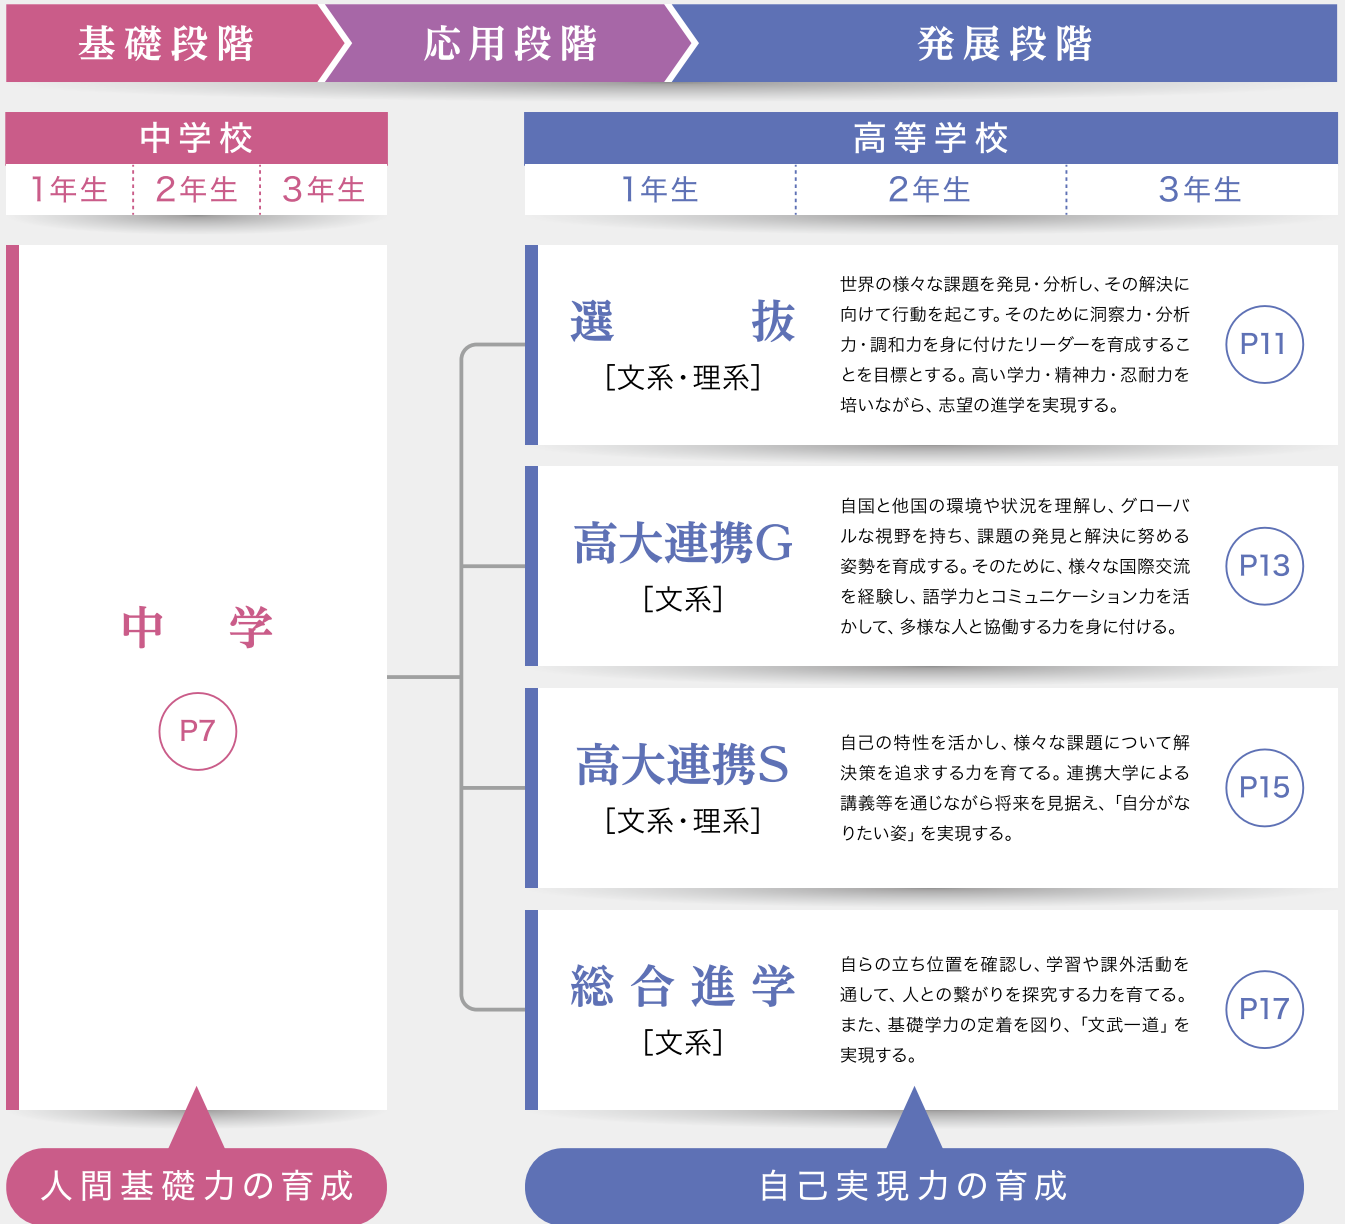 基礎段階
応用段階
発展段階
中学校
1年生
2年生
3年生
高等学校
1年生
2年生
3年生
中 学
P7
選 抜
[文系・理系]
世界の様々な課題を発見・分析し、その解決に
向けて行動を起こす。そのために洞察力・分析
力・調和力を身に付けたリーダーを育成するこ
とを目標とする。高い学力・精神力・忍耐力を
培いながら、志望の進学を実現する。
P11
高大連携G
[文系]
自国と他国の環境や状況を理解し、グローバ
ルな視野を持ち、課題の発見と解決に努める
姿勢を育成する。そのために、様々な国際交流
を経験し、語学力とコミュニケーション力を活
かして、多様な人と協働する力を身に付ける。
P13
高大連携S
[文系・理系]
自己の特性を活かし、様々な課題について解
決策を追求する力を育てる。連携大学による
講義等を通じながら将来を見据え、「自分がな
りたい姿」を実現する。
P15
総合進学
[文系]
自らの立ち位置を確認し、学習や課外活動を
通して、人との繋がりを探究する力を育てる。
また、基礎学力の定着を図り、「文武一道」を
実現する。
P17
人間基礎力の育成
自己実現力の育成